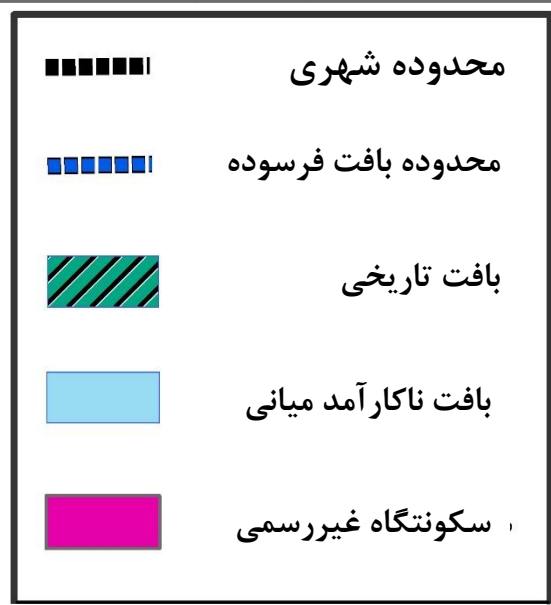 محدوده شهری
محدوده بافت فرسوده
بافت تاریخی
بافت ناکارآمد میانی
سکونتگاه غیررسمی